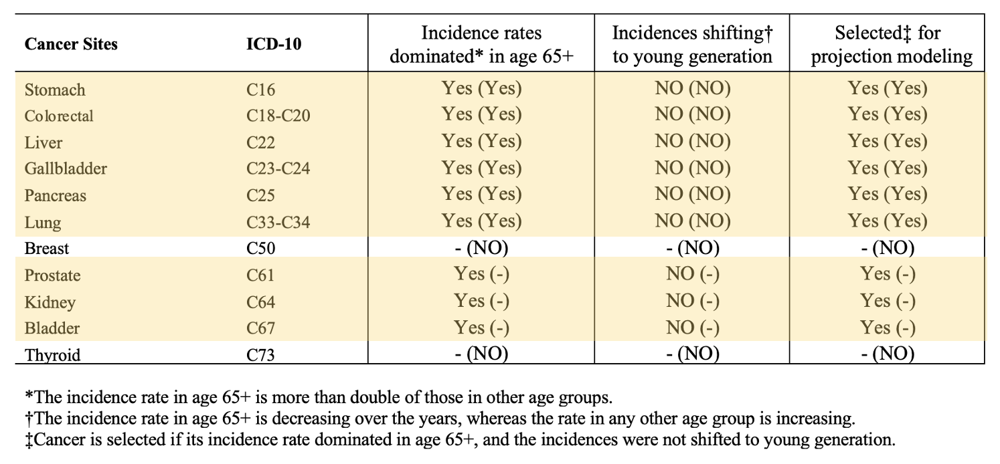 Cancer Sites ICD-10 Incidence rates dominated* in age 65+ Incidences shifting† to young generation Selected‡ for projection modeling
Stomach C16 Yes (Yes) NO (NO) Yes (Yes)
Colorectal C18-C20 Yes (Yes) NO (NO) Yes (Yes)
Liver C22 Yes (Yes) NO (NO) Yes (Yes)
Gallbladder C23-C24 Yes (Yes) NO (NO) Yes (Yes)
Pancreas C25 Yes (Yes) NO (NO) Yes (Yes)
Lung C33-C34 Yes (Yes) NO (NO) Yes (Yes)
Breast C50 - (NO) - (NO) - (NO)
Prostate C61 Yes (-) NO (-) Yes (-)
Kidney C64 Yes (-) NO (-) Yes (-)
Bladder C67 Yes (-) NO (-) Yes (-)
Thyroid C73 - (NO) - (NO) - (NO)
*The incidence rate in age 65+ is more than double of those in other age groups.
†The incidence rate in age 65+ is decreasing over the years, whereas the rate in any other age group is increasing.
‡Cancer is selected if its incidence rate dominated in age 65+, and the incidences were not shifted to young generation.